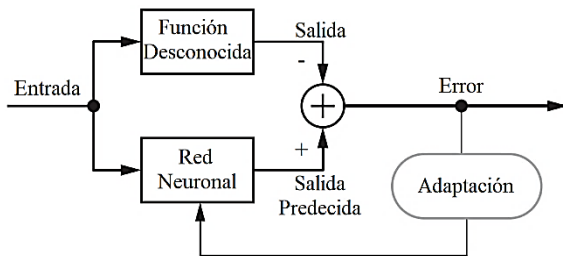 Función
Desconocida
Salida
-
Entrada
Error
+
Red
Neuronal
Salida
Predecida
Adaptación